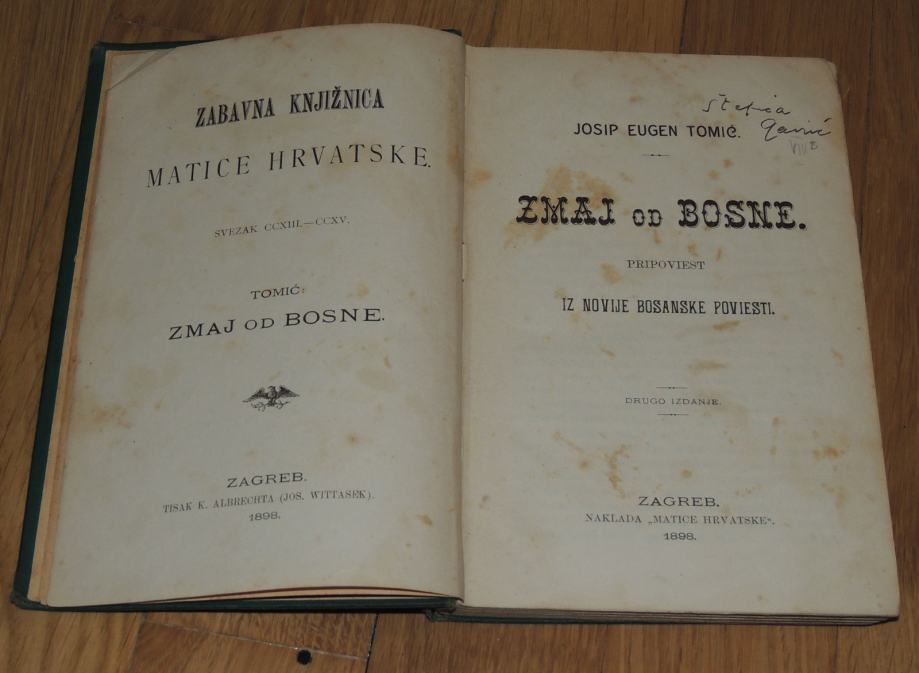 ZABAVNA KNJIŽNICA
MATICE HRVATSKE.
SVEZAK CCXIII.—CCXV.
TOMIĆ:
ZMAJ OD BOSNE.
ZAGREB.
TISAK K. ALBRECHTA (JOS. WITTASEK).
1898.
Štefica
JOSIP EUGEN TOMIĆ.
ZMAJ OD BOSNE.
PRIPOVIEST
IZ NOVIJE BOSANSKE POVIESTI.
DRUGO IZDANJE.
ZAGREB.
NAKLADA „MATICE HRVATSKE“.
1898.